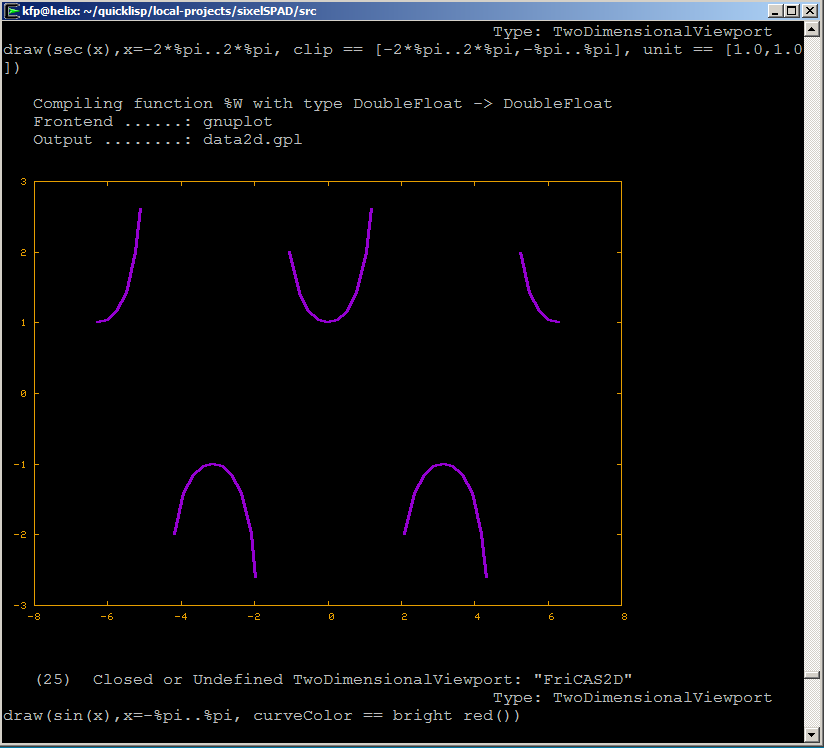 kfp@helix: ~/quicklisp/local-projects/sixelSPAD/src
Type: TwoDimensionalViewport
draw(sec(x),x=-2*%pi..2*%pi, clip == [-2*%pi..2*%pi,-%pi..%pi], unit == [1.0,1.0
])
Compiling function %W with type DoubleFloat -> DoubleFloat
Frontend ......: gnuplot
Output ........: data2d.gpl
3
2
1
0
-1
-2
-3
-8 -6 -4 -2 0 2 4 6 8
(25) Closed or Undefined TwoDimensionalViewport: "FriCAS2D"
Type: TwoDimensionalViewport
draw(sin(x),x=-%pi..%pi, curveColor == bright red())